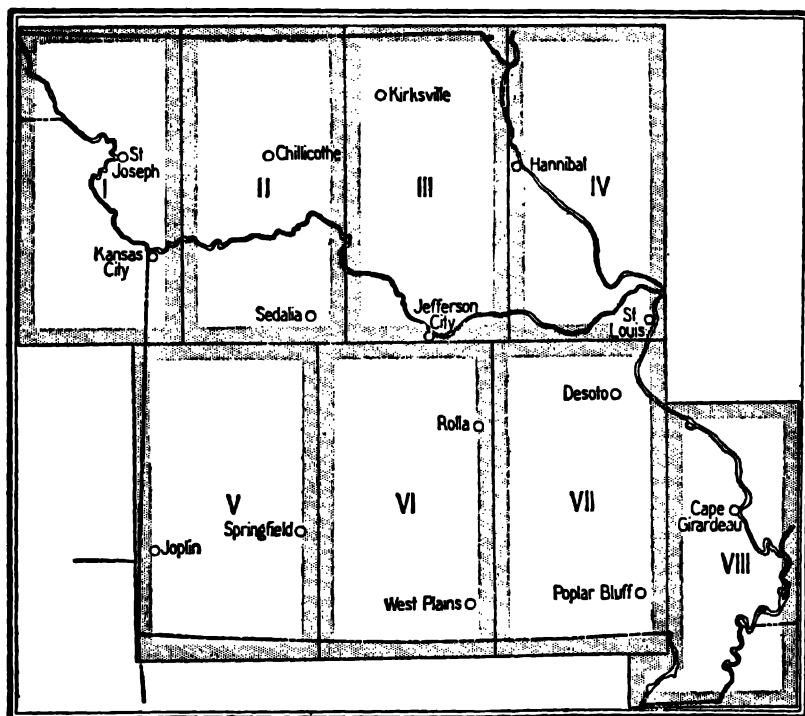 Kirksville
St
Joseph
Chillicothe
Hannibal
I
II
III
IV
Kansas
City
Sedalia
Jefferson
City
St
Louis
Desoto
Rolla
V
VI
VII
Springfield
Cape
Girardeau
Joplin
VIII
West Plains
Poplar Bluff